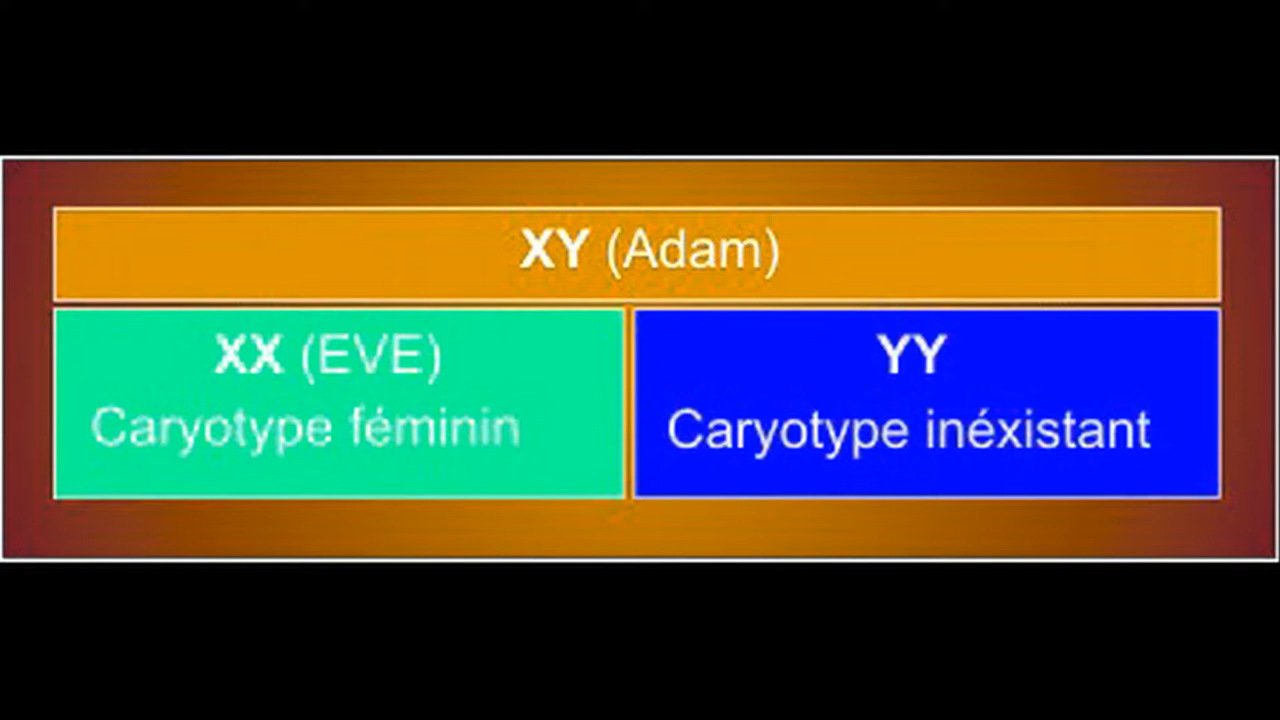 XY (Adam)
XX (EVE)
Caryotype féminin
YY
Caryotype inéxistant